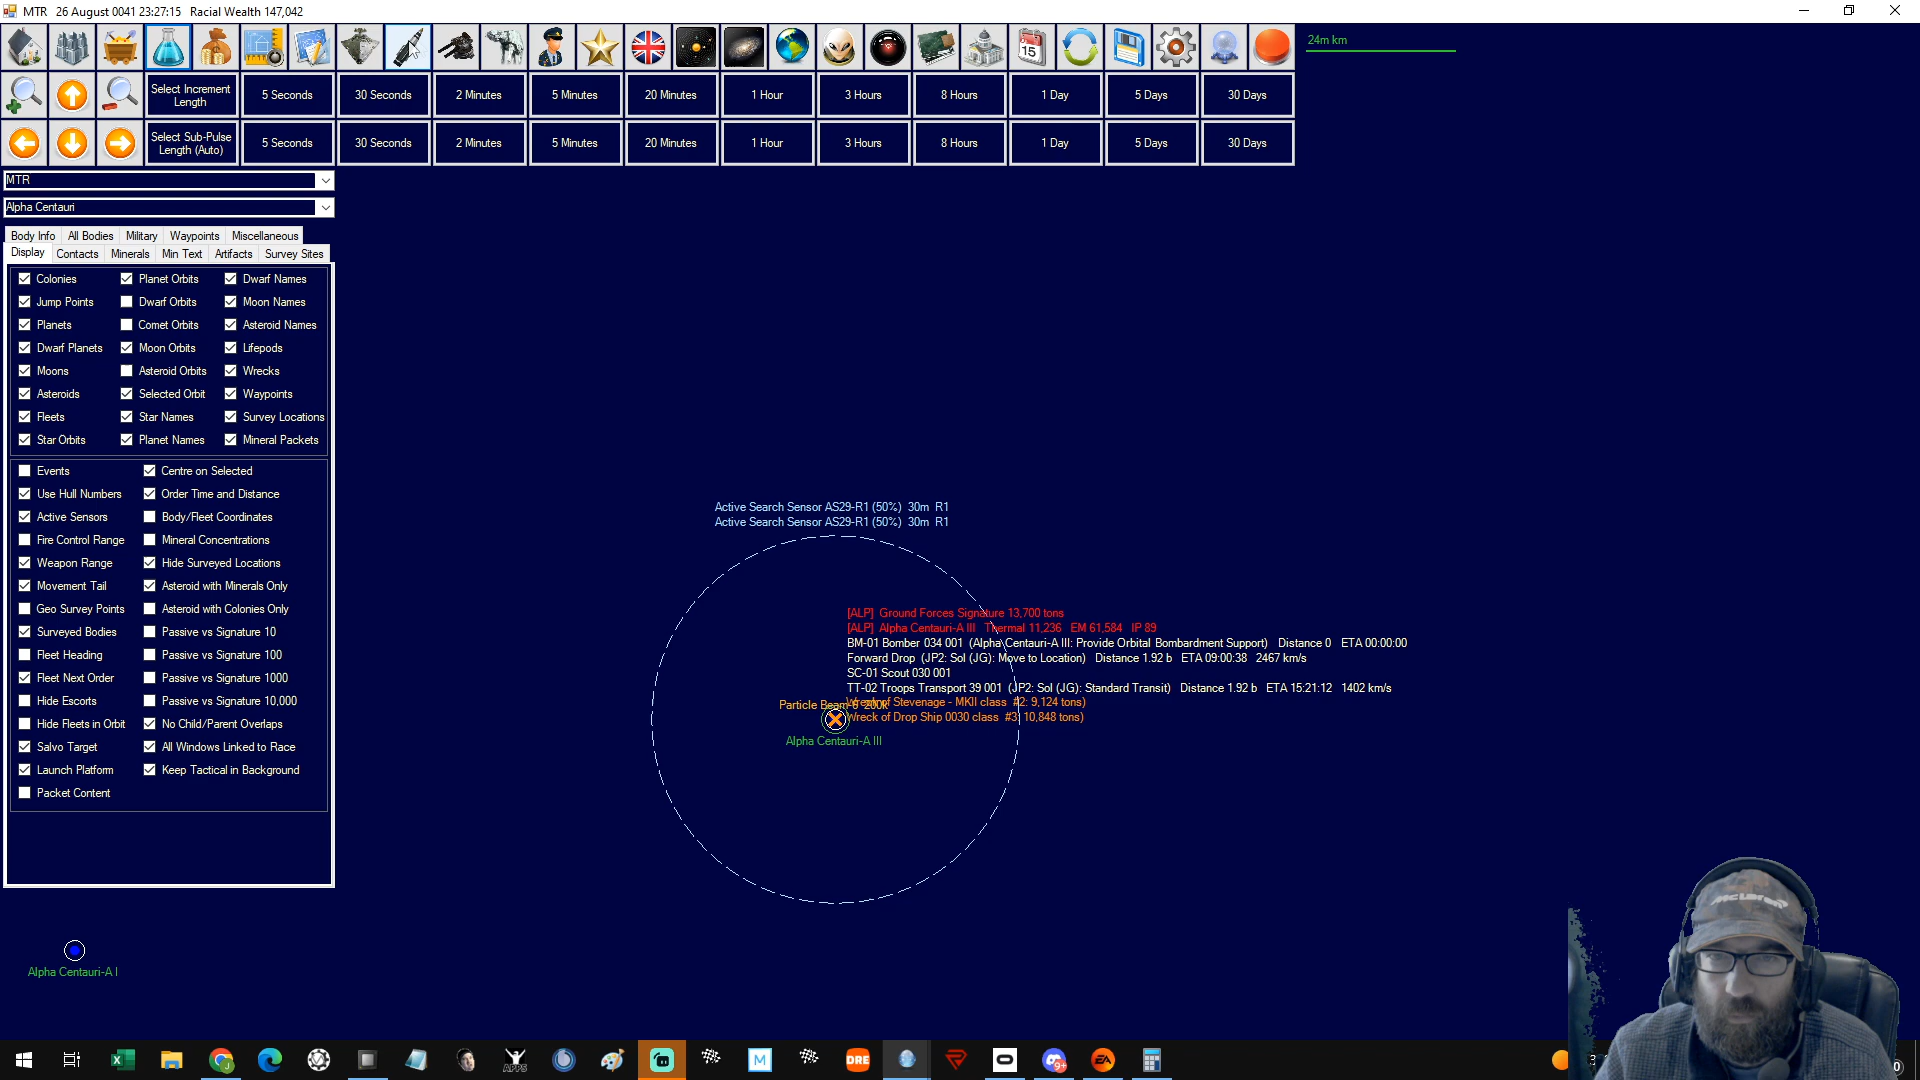 MTR 26 August 0041 23:27:15 Racial Wealth 147,042
24m km
15
Select Increment Length
5 Seconds
30 Seconds
2 Minutes
5 Minutes
20 Minutes
1 Hour
3 Hours
8 Hours
1 Day
5 Days
30 Days
Select Sub-Pulse Length (Auto)
5 Seconds
30 Seconds
2 Minutes
5 Minutes
20 Minutes
1 Hour
3 Hours
8 Hours
1 Day
5 Days
30 Days
MTR
Alpha Centauri
Body Info All Bodies Military Waypoints Miscellaneous
Display Contacts Minerals Min Text Artifacts Survey Sites
Colonies Planet Orbits Dwarf Names
Jump Points Dwarf Orbits Moon Names
Planets Comet Orbits Asteroid Names
Dwarf Planets Moon Orbits Lifepods
Moons Asteroid Orbits Wrecks
Asteroids Selected Orbit Waypoints
Fleets Star Names Survey Locations
Star Orbits Planet Names Mineral Packets
Events Centre on Selected
Use Hull Numbers Order Time and Distance
Active Sensors Body/Fleet Coordinates
Fire Control Range Mineral Concentrations
Weapon Range Hide Surveyed Locations
Movement Tail Asteroid with Minerals Only
Geo Survey Points Asteroid with Colonies Only
Surveyed Bodies Passive vs Signature 10
Fleet Heading Passive vs Signature 100
Fleet Next Order Passive vs Signature 1000
Hide Escorts Passive vs Signature 10,000
Hide Fleets in Orbit No Child/Parent Overlaps
Salvo Target All Windows Linked to Race
Launch Platform Keep Tactical in Background
Packet Content
Active Search Sensor AS29-R1 (50%) 30m R1
Active Search Sensor AS29-R1 (50%) 30m R1
[ALP] Ground Forces Signature 13,700 tons
[ALP] Alpha Centauri-A III Thermal 11,236 EM 61,584 IP 89
BM-01 Bomber 034 001 (Alpha Centauri-A III: Provide Orbital Bombardment Support) Distance 0 ETA 00:00:00
Forward Drop (JP2: Sol (JG): Move to Location) Distance 1.92 b ETA 09:00:38 2467 km/s
SC-01 Scout 030 001
TT-02 Troops Transport 39 001 (JP2: Sol (JG): Standard Transit) Distance 1.92 b ETA 15:21:12 1402 km/s
Particle Beam-6 200k
Wreck of Stevenage - MKII class #2: 9,124 tons)
Wreck of Drop Ship 0030 class #3: 10,848 tons)
Alpha Centauri-A III
Alpha Centauri-A I
McLaren
APPS
M
DRE
EA